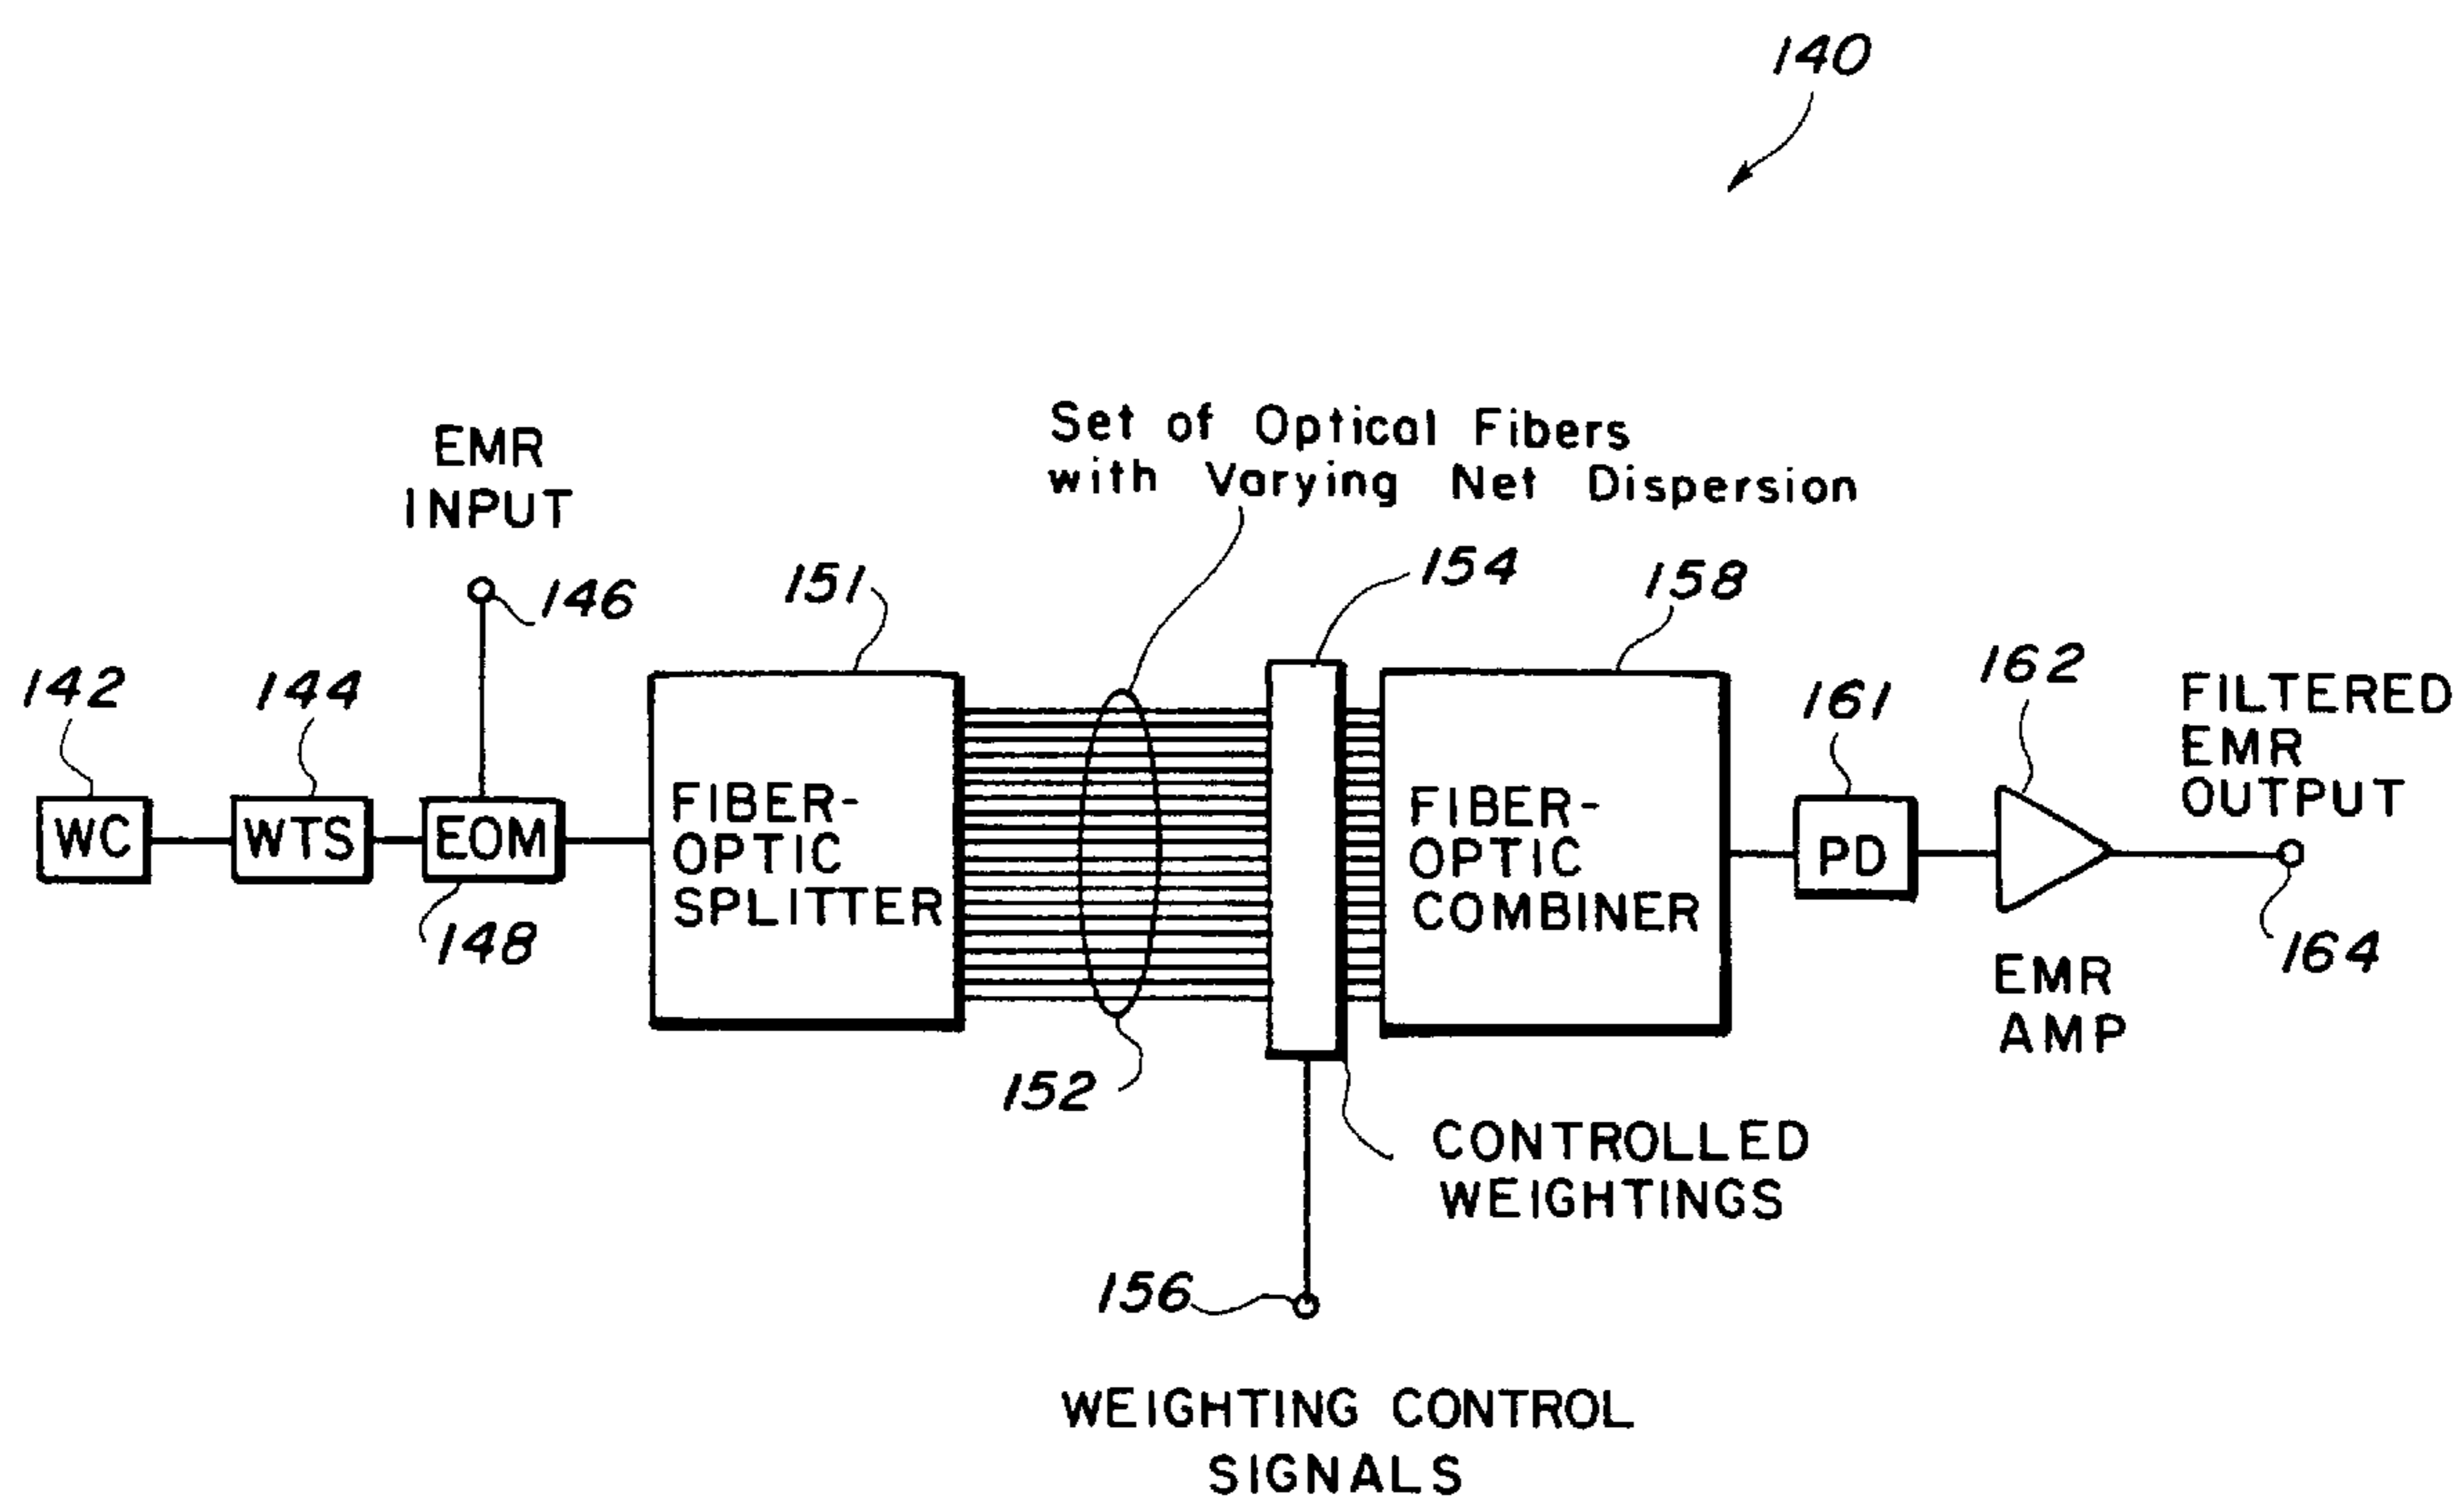 140
EMR
INPUT
Set of Optical Fibers
with Varying Net Dispersion
146
151
154
158
142
144
162
161
FILTERED
EMR
OUTPUT
WC
WTS
EOM
FIBER-
OPTIC
SPLITTER
FIBER-
OPTIC
COMBINER
PD
148
164
EMR
AMP
152
CONTROLLED
WEIGHTINGS
156
WEIGHTING CONTROL
SIGNALS